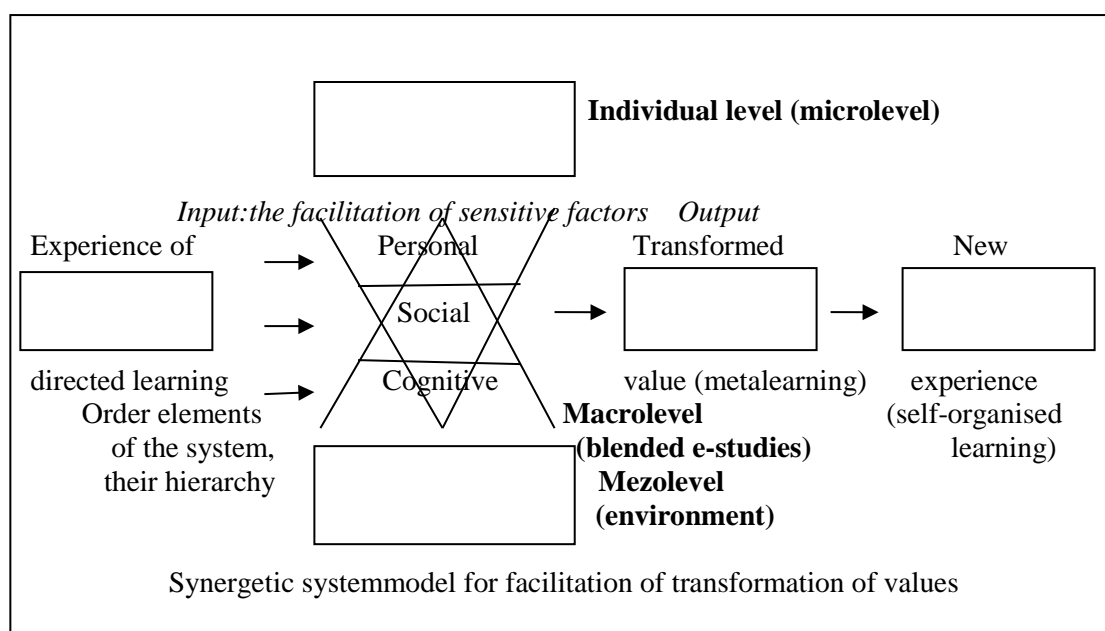 Individual level (microlevel)
Input:the facilitation of sensitive factors Output
Experience of Personal Transformed New
Social
directed learning Cognitive value (metalearning) experience
Order elements Macrolevel (self-organised
of the system, (blended e-studies) learning)
their hierarchy Mezolevel
(environment)
Synergetic systemmodel for facilitation of transformation of values